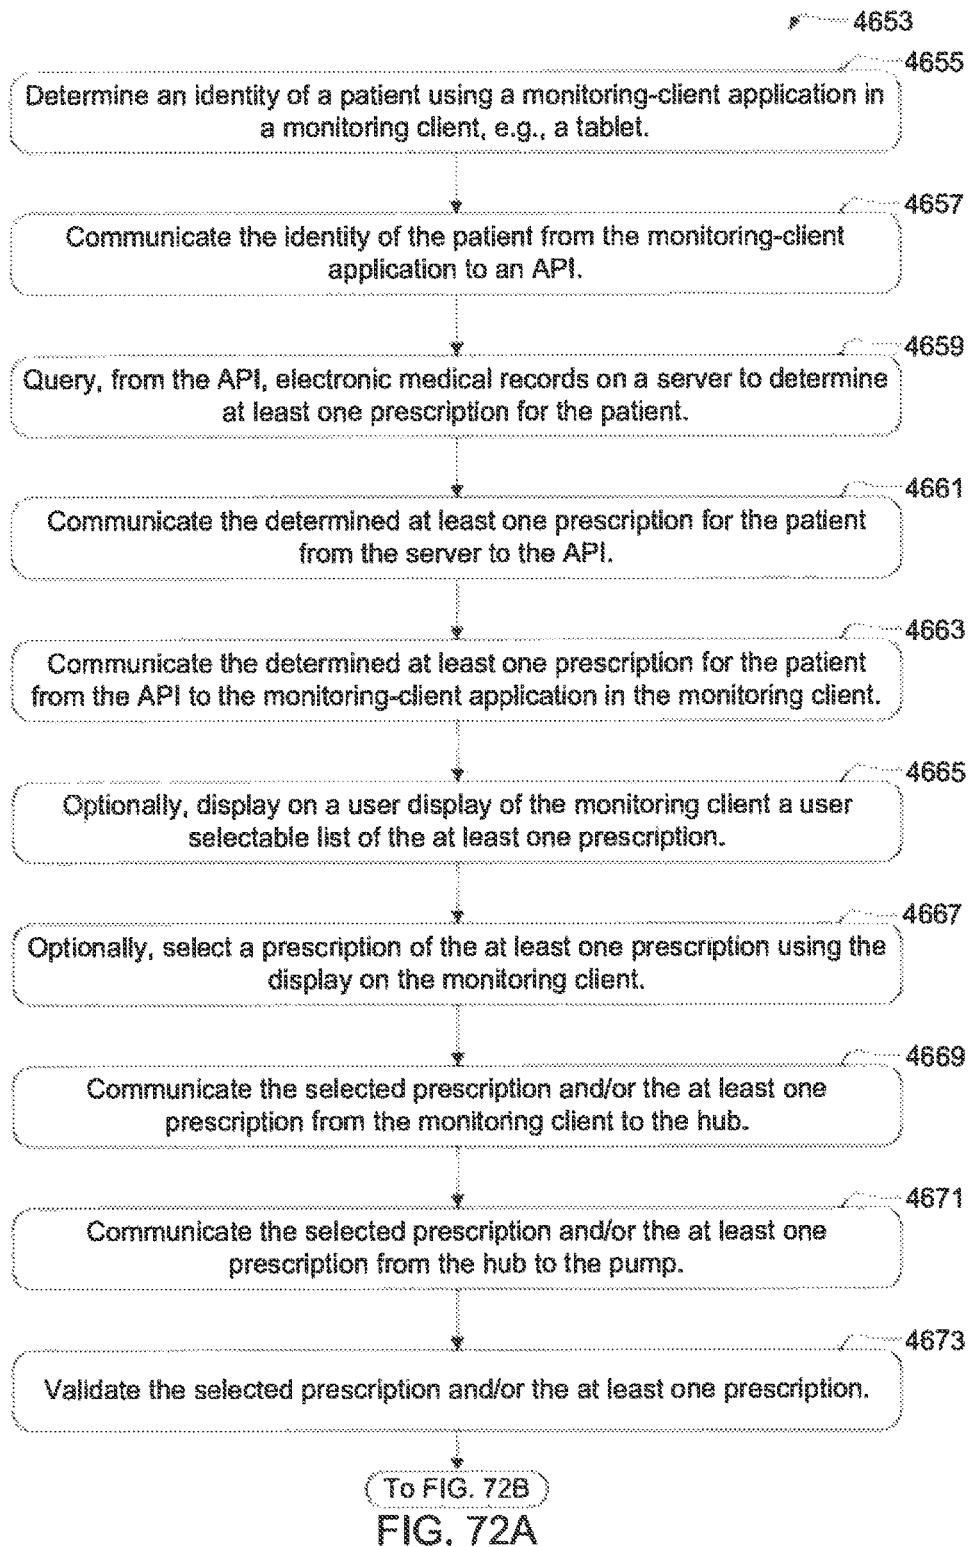 4653
4655
Determine an identity of a patient using a monitoring-client application in
a monitoring client, e.g., a tablet.
4657
Communicate the identity of the patient from the monitoring-client
application to an API.
4659
Query, from the API, electronic medical records on a server to determine
at least one prescription for the patient.
4661
Communicate the determined at least one prescription for the patient
from the server to the API.
4663
Communicate the determined at least one prescription for the patient
from the API to the monitoring-client application in the monitoring client.
4665
Optionally, display on a user display of the monitoring client a user
selectable list of the at least one prescription.
4667
Optionally, select a prescription of the at least one prescription using the
display on the monitoring client.
4669
Communicate the selected prescription and/or the at least one
prescription from the monitoring client to the hub.
4671
Communicate the selected prescription and/or the at least one
prescription from the hub to the pump.
4673
Validate the selected prescription and/or the at least one prescription.
To FIG. 72B
FIG. 72A